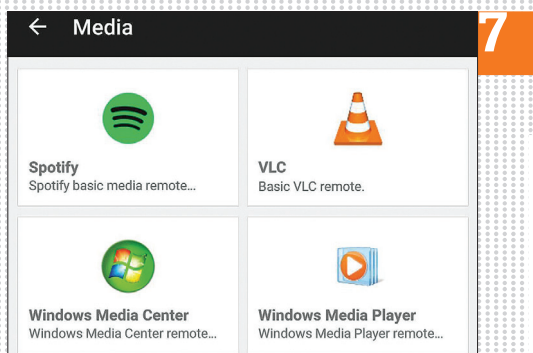 ← Media
7
Spotify
Spotify basic media remote...
VLC
Basic VLC remote.
Windows Media Center
Windows Media Center remote...
Windows Media Player
Windows Media Player remote...